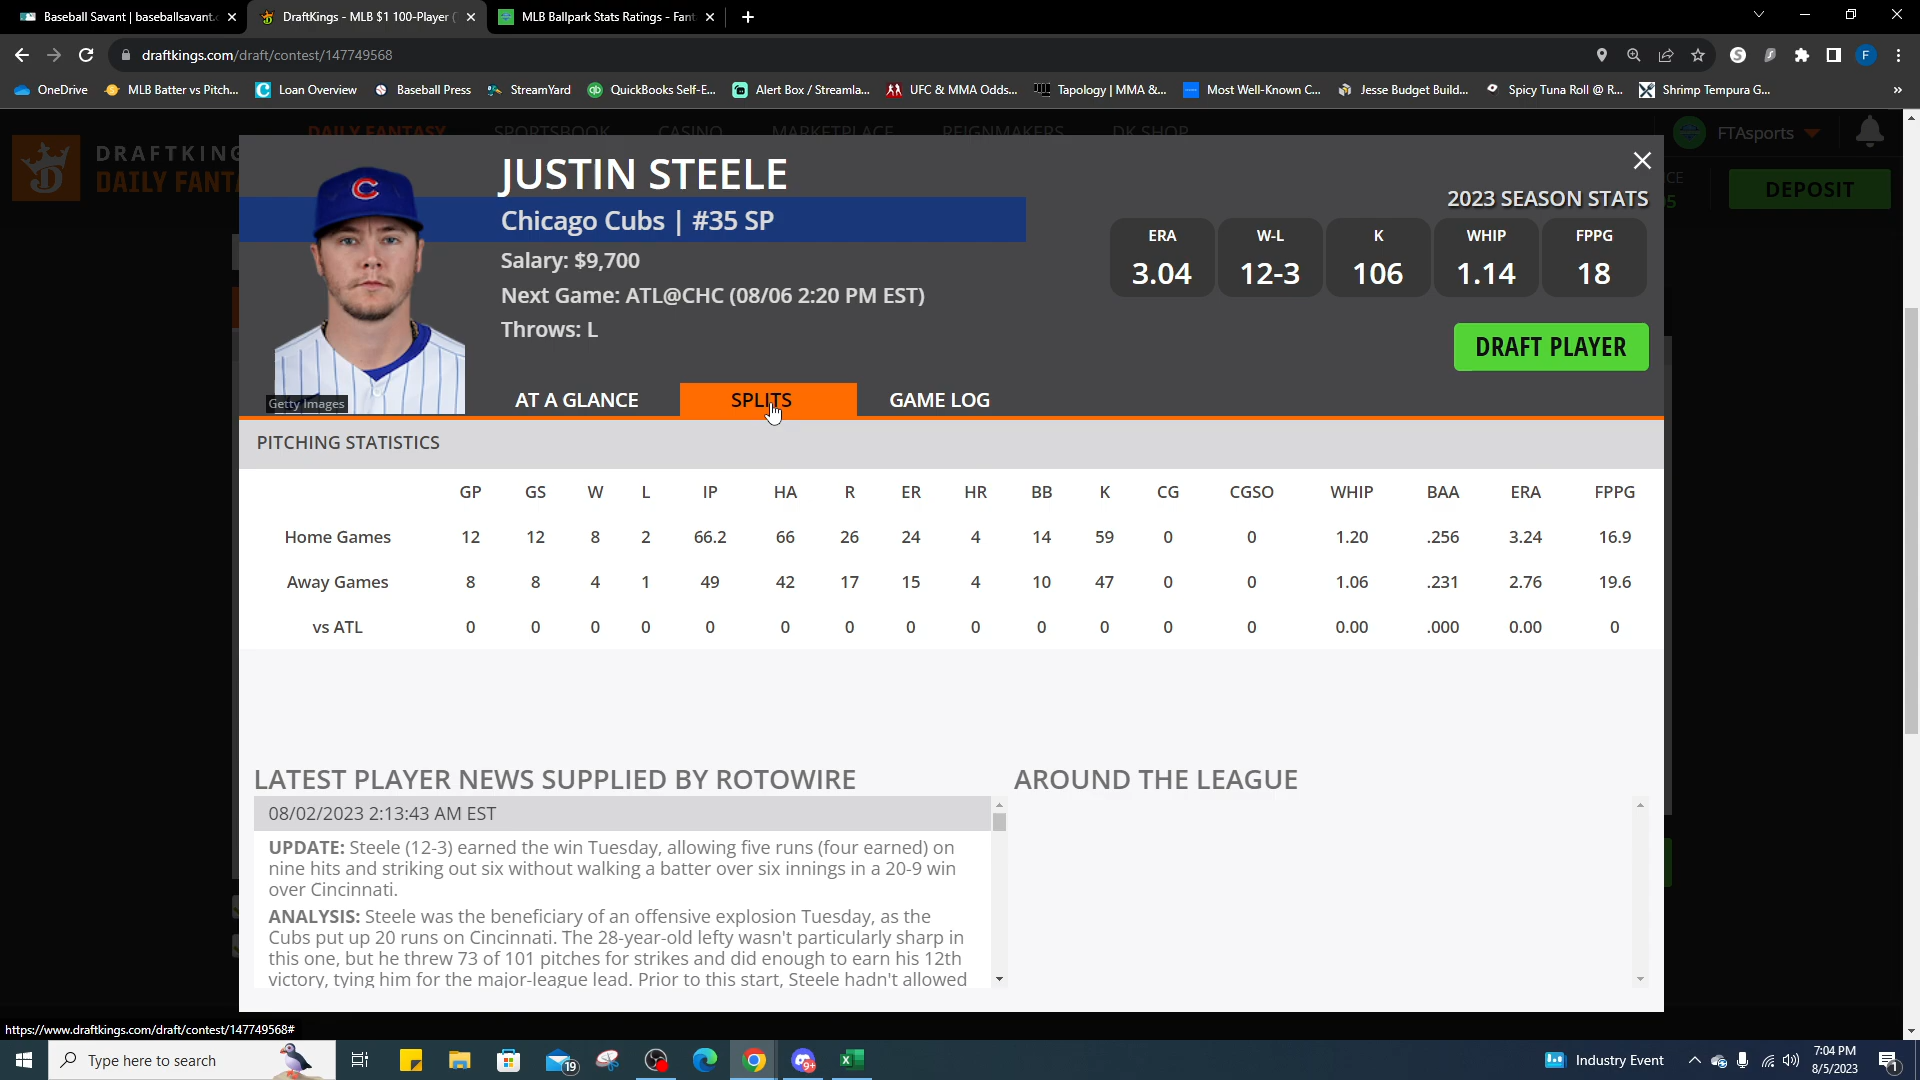 Baseball Savant | baseballsavant.
DraftKings - MLB $1 100-Player (
MLB Ballpark Stats Ratings - Fant
draftkings.com/draft/contest/147749568
OneDrive
MLB Batter vs Pitch...
Loan Overview
Baseball Press
StreamYard
QuickBooks Self-E...
Alert Box / Streamla...
UFC & MMA Odds...
Tapology | MMA &...
Most Well-Known C...
Jesse Budget Build...
Spicy Tuna Roll @ R...
Shrimp Tempura G...
DAILY FANTASY SPORTSBOOK CASINO MARKETPLACE REIGNMAKERS DK SHOP
FTAsports
DRAFTKING
DAILY FANTA
DEPOSIT
JUSTIN STEELE
Chicago Cubs | #35 SP
Salary: $9,700
Next Game: ATL@CHC (08/06 2:20 PM EST)
Throws: L
Getty Images
2023 SEASON STATS
ERA W-L K WHIP FPPG
3.04 12-3 106 1.14 18
DRAFT PLAYER
AT A GLANCE SPLITS GAME LOG
PITCHING STATISTICS
GP GS W L IP HA R ER HR BB K CG CGSO WHIP BAA ERA FPPG
Home Games 12 12 8 2 66.2 66 26 24 4 14 59 0 0 1.20 .256 3.24 16.9
Away Games 8 8 4 1 49 42 17 15 4 10 47 0 0 1.06 .231 2.76 19.6
vs ATL 0 0 0 0 0 0 0 0 0 0 0 0 0 0.00 .000 0.00 0
LATEST PLAYER NEWS SUPPLIED BY ROTOWIRE
AROUND THE LEAGUE
08/02/2023 2:13:43 AM EST
UPDATE: Steele (12-3) earned the win Tuesday, allowing five runs (four earned) on
nine hits and striking out six without walking a batter over six innings in a 20-9 win
over Cincinnati.
ANALYSIS: Steele was the beneficiary of an offensive explosion Tuesday, as the
Cubs put up 20 runs on Cincinnati. The 28-year-old lefty wasn't particularly sharp in
this one, but he threw 73 of 101 pitches for strikes and did enough to earn his 12th
victory, tying him for the major-league lead. Prior to this start, Steele hadn't allowed
https://www.draftkings.com/draft/contest/147749568#
Type here to search
19
9+
Industry Event
7:04 PM
8/5/2023
1